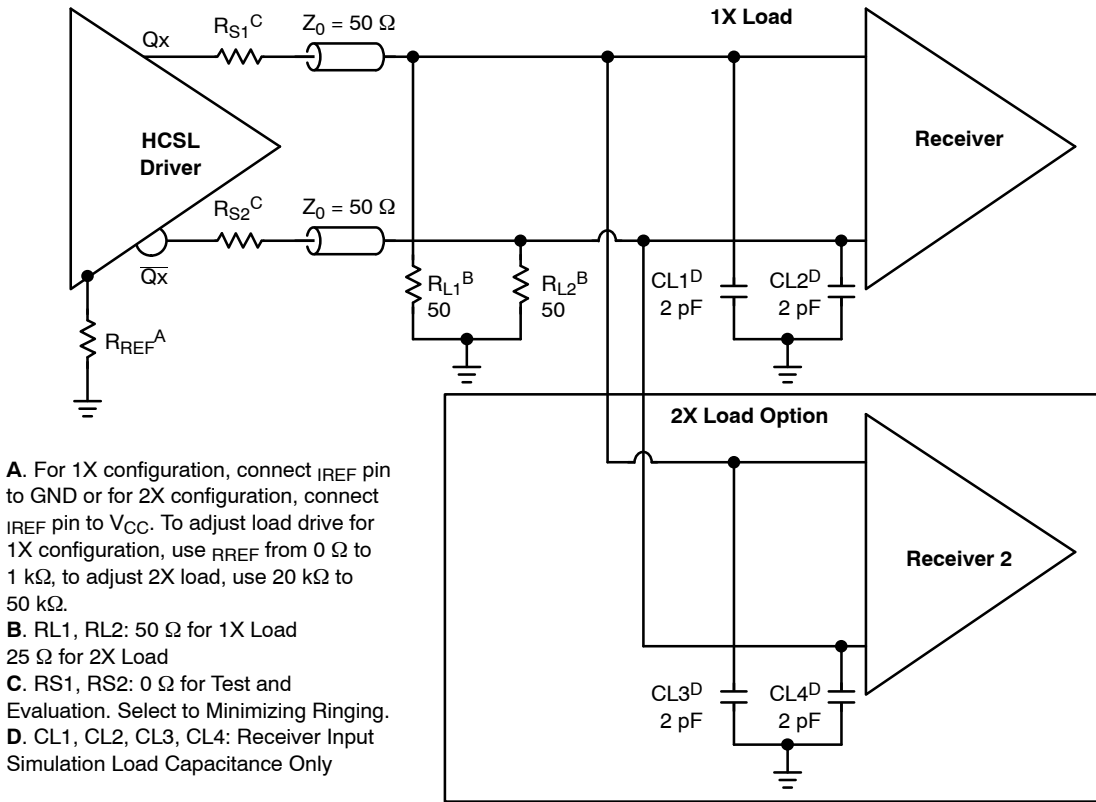 RS1C
Z0 = 50 Ω
1X Load
Qx
HCSL
Driver
Receiver
RS2C
Z0 = 50 Ω
Qx
RL1B
50
RL2B
50
CL1D
2 pF
CL2D
2 pF
RREFA
2X Load Option
A. For 1X configuration, connect IREF pin
to GND or for 2X configuration, connect
IREF pin to VCC. To adjust load drive for
1X configuration, use RREF from 0 Ω to
1 kΩ, to adjust 2X load, use 20 kΩ to
50 kΩ.
B. RL1, RL2: 50 Ω for 1X Load
25 Ω for 2X Load
C. RS1, RS2: 0 Ω for Test and
Evaluation. Select to Minimizing Ringing.
D. CL1, CL2, CL3, CL4: Receiver Input
Simulation Load Capacitance Only
Receiver 2
CL3D
2 pF
CL4D
2 pF